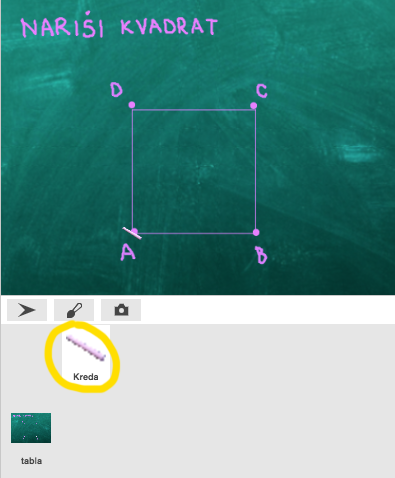 NARIŠI KVADRAT
D C
A B
Kreda
tabla